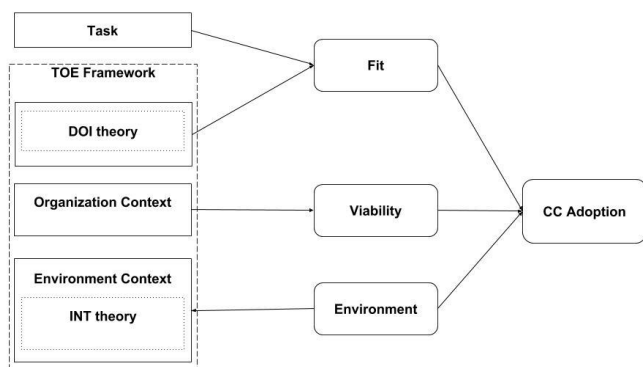 Task
TOE Framework
DOI theory
Organization Context
Environment Context
INT theory
Fit
Viability
Environment
CC Adoption